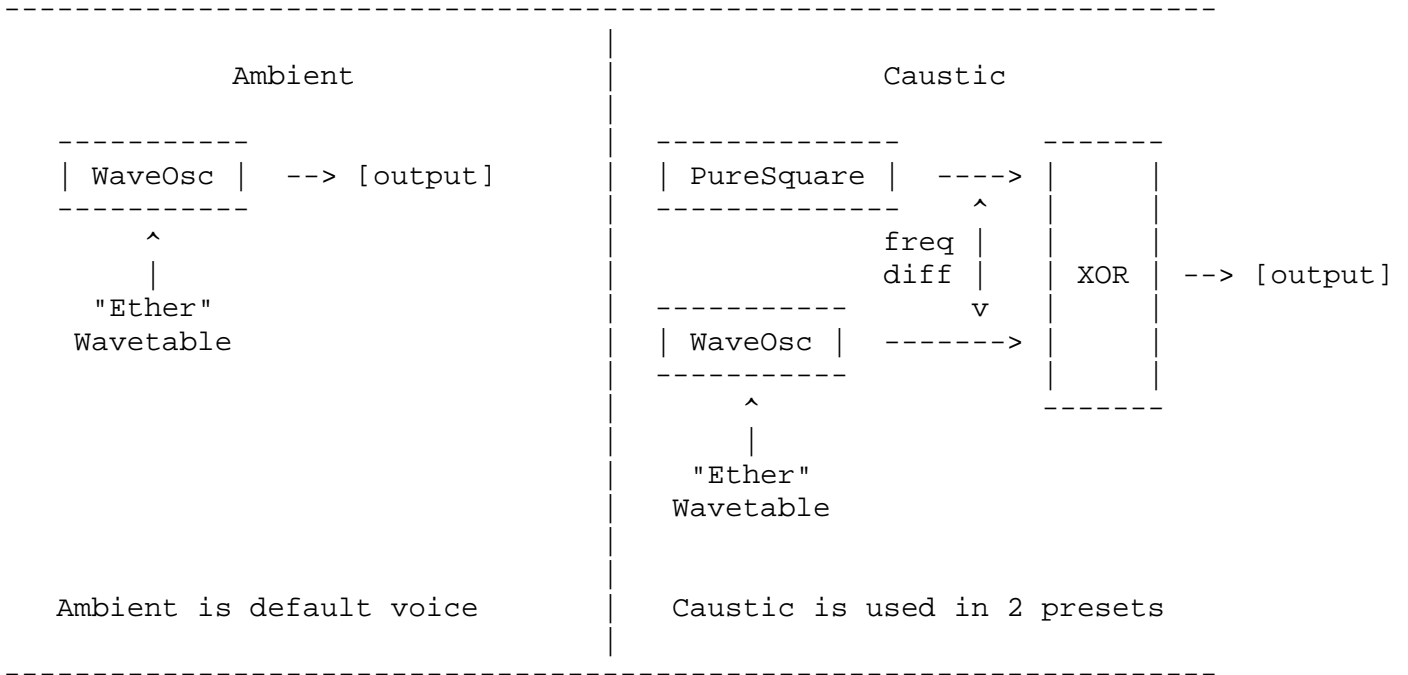 Ambient | Caustic
| WaveOsc | --> [output] | | PureSquare | ----> | |
freq |
diff | | XOR | --> [output]
"Ether"
Wavetable
| WaveOsc | ------->
"Ether"
Wavetable
Ambient is default voice | Caustic is used in 2 presets